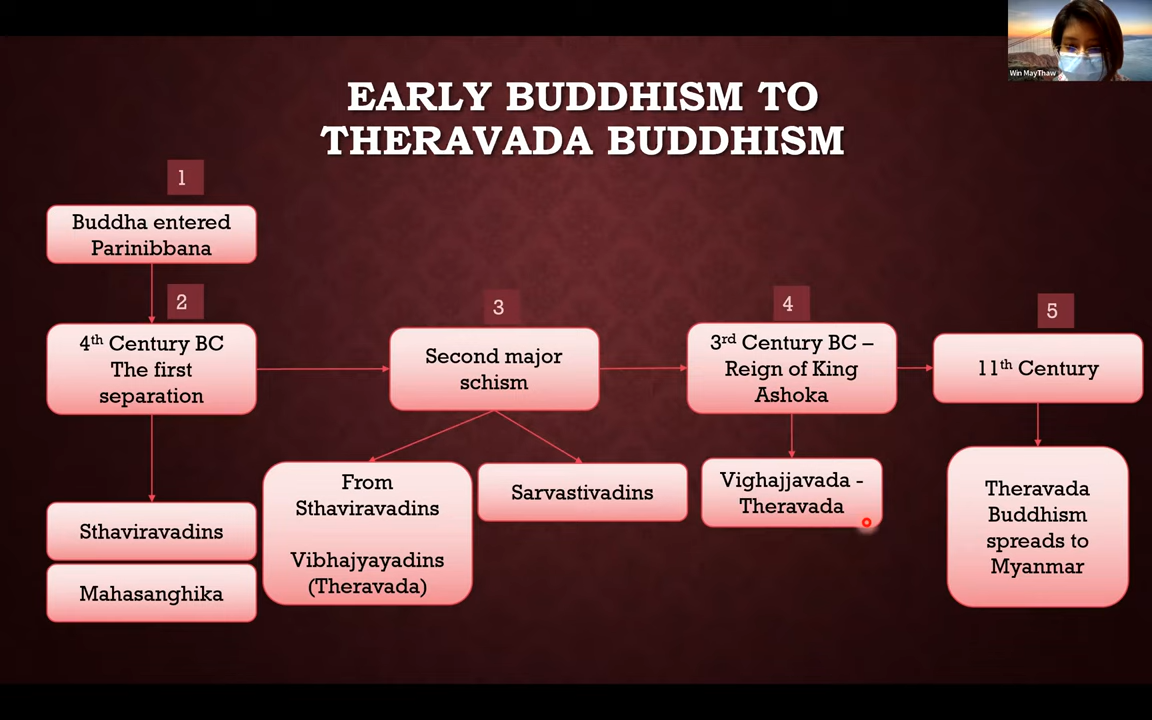 Win MayThaw
EARLY BUDDHISM TO
THERAVADA BUDDHISM
1
Buddha entered
Parinibbana
2
4th Century BC
The first
separation
Sthaviravadins
Mahasanghika
3
Second major
schism
From
Sthaviravadins
Vibhajyayadins
(Theravada)
Sarvastivadins
4
3rd Century BC –
Reign of King
Ashoka
Vighajjavada -
Theravada
5
11th Century
Theravada
Buddhism
spreads to
Myanmar